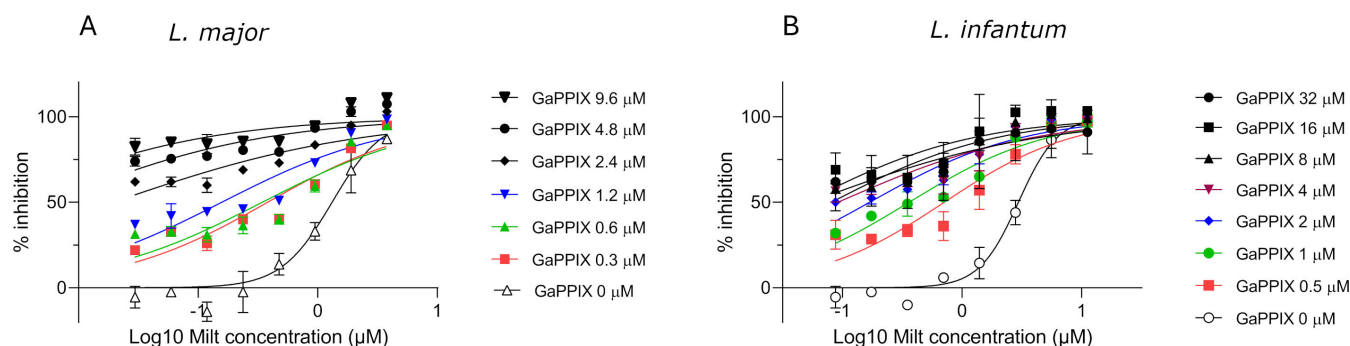 A
L. major
% inhibition
100
50
0
-1
0
1
Log10 Milt concentration (µM)
GaPPIX 9.6 µM
GaPPIX 4.8 µM
GaPPIX 2.4 µM
GaPPIX 1.2 µM
GaPPIX 0.6 µM
GaPPIX 0.3 µM
GaPPIX 0 µM
B
L. infantum
% inhibition
100
50
0
-1
0
1
Log10 Milt concentration (µM)
GaPPIX 32 µM
GaPPIX 16 µM
GaPPIX 8 µM
GaPPIX 4 µM
GaPPIX 2 µM
GaPPIX 1 µM
GaPPIX 0.5 µM
GaPPIX 0 µM